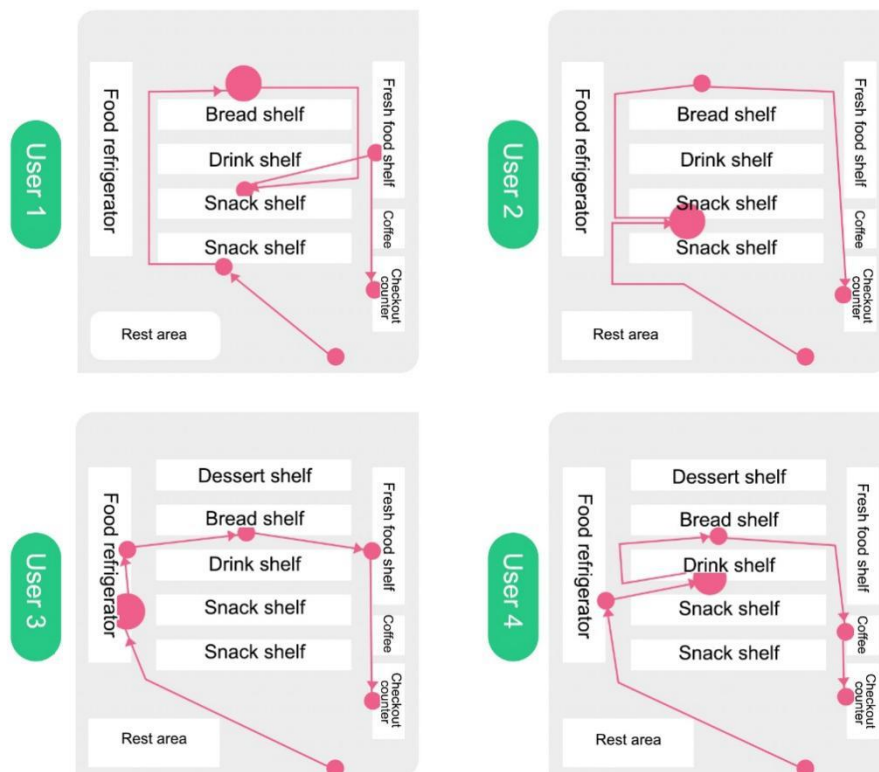 User 1
Food refrigerator
Bread shelf
Drink shelf
Snack shelf
Snack shelf
Fresh food shelf
Coffee
Checkout
counter
Rest area
User 2
Food refrigerator
Bread shelf
Drink shelf
Snack shelf
Snack shelf
Fresh food shelf
Coffee
Checkout
counter
Rest area
User 3
Food refrigerator
Dessert shelf
Bread shelf
Drink shelf
Snack shelf
Snack shelf
Fresh food shelf
Coffee
Checkout
counter
Rest area
User 4
Food refrigerator
Dessert shelf
Bread shelf
Drink shelf
Snack shelf
Snack shelf
Fresh food shelf
Coffee
Checkout
counter
Rest area